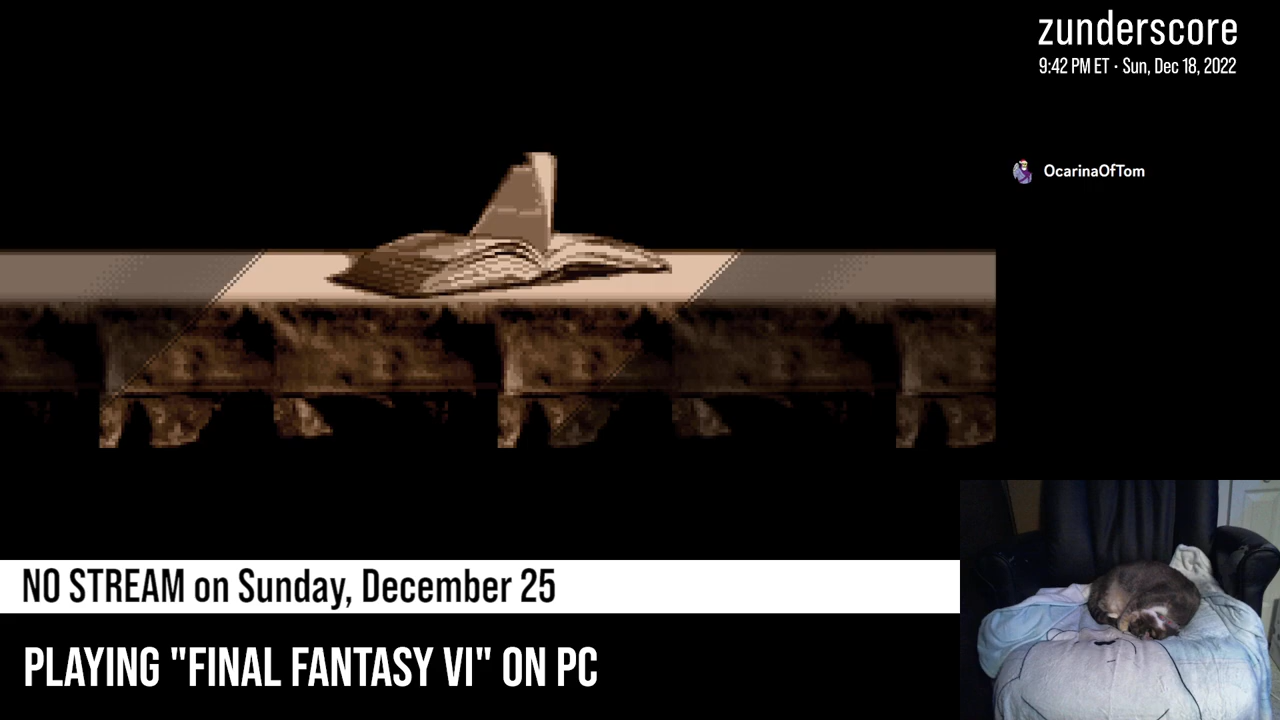 zunderscore
9:42 PM ET · Sun, Dec 18, 2022
OcarinaOfTom
NO STREAM on Sunday, December 25
PLAYING "FINAL FANTASY VI" ON PC